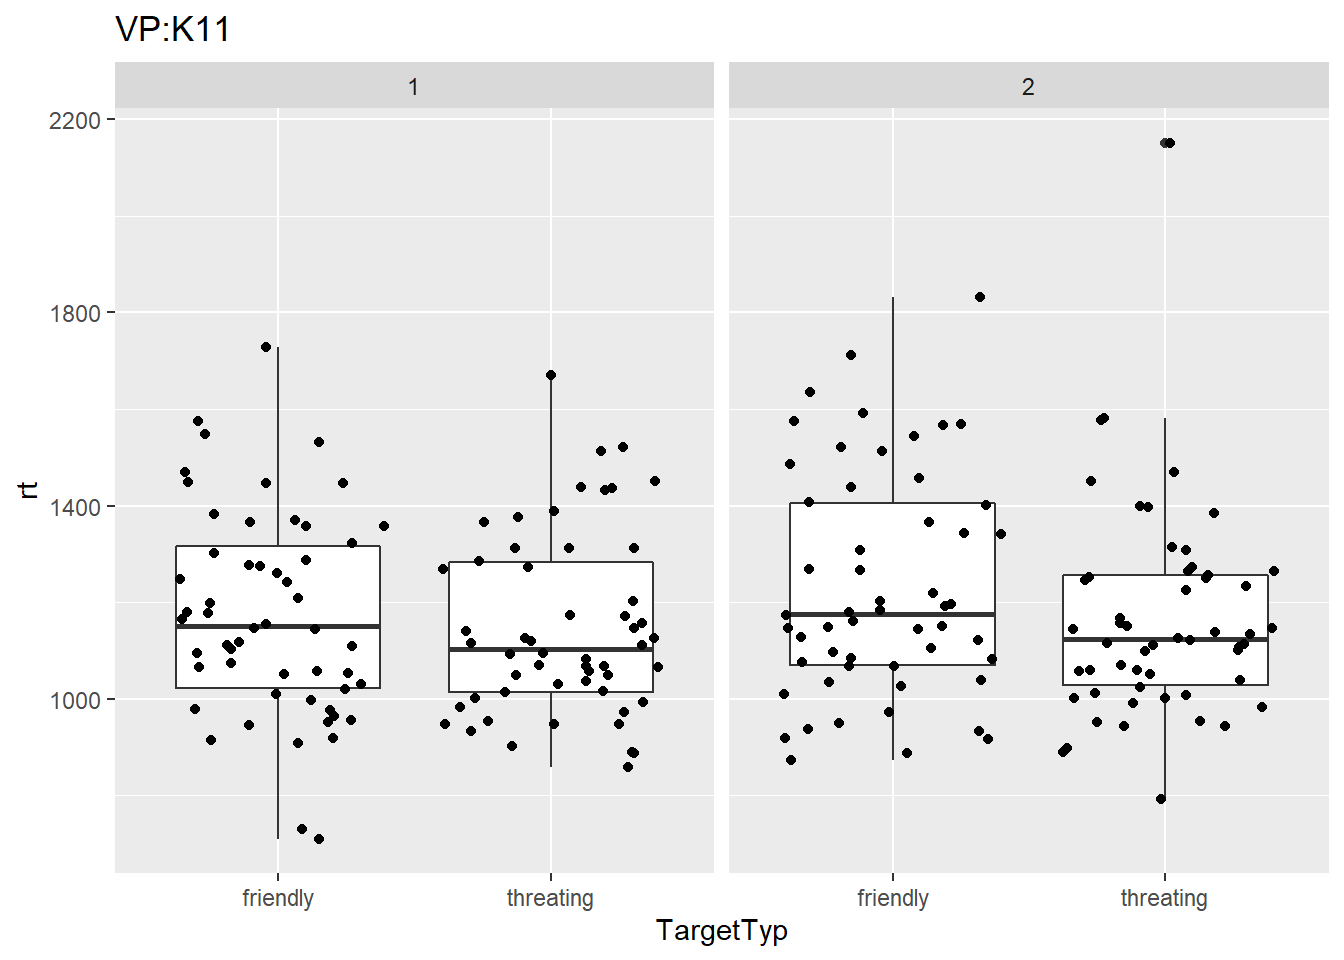 VP:K11
1
2
2200
1800
1400
1000
rt
friendly
threating
friendly
threating
TargetTyp